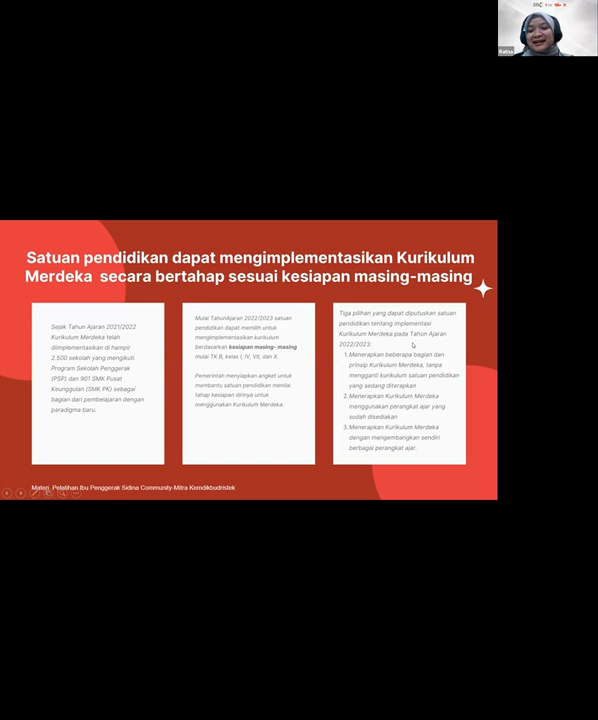 Ratna
Satuan pendidikan dapat mengimplementasikan Kurikulum
Merdeka secara bertahap sesuai kesiapan masing-masing
Sejak Tahun Ajaran 2021/2022
Kurikulum Merdeka telah
diimplementasikan di hampir
2.500 sekolah yang mengikuti
Program Sekolah Penggerak
(PSP) dan 901 SMK Pusat
Keunggulan (SMK PK) sebagai
bagian dari pembelajaran dengan
paradigma baru.
Mulai TahunAjaran 2022/2023 satuan
pendidikan dapat memilih untuk
mengimplementasikan kurikulum
berdasarkan kesiapan masing- masing
mulai TK B, kelas I, IV, VII, dan X.
Pemerintah menyiapkan angket untuk
membantu satuan pendidikan menilai
tahap kesiapan dirinya untuk
menggunakan Kurikulum Merdeka.
Tiga pilihan yang dapat diputuskan satuan
pendidikan tentang implementasi
Kurikulum Merdeka pada Tahun Ajaran
2022/2023:
1. Menerapkan beberapa bagian dan
prinsip Kurikulum Merdeka, tanpa
mengganti kurikulum satuan pendidikan
yang sedang diterapkan
2. Menerapkan Kurikulum Merdeka
menggunakan perangkat ajar yang
sudah disediakan
3. Menerapkan Kurikulum Merdeka
dengan mengembangkan sendiri
berbagai perangkat ajar.
Materi Pelatihan Ibu Penggerak Sidina Community-Mitra Kemdikbudristek